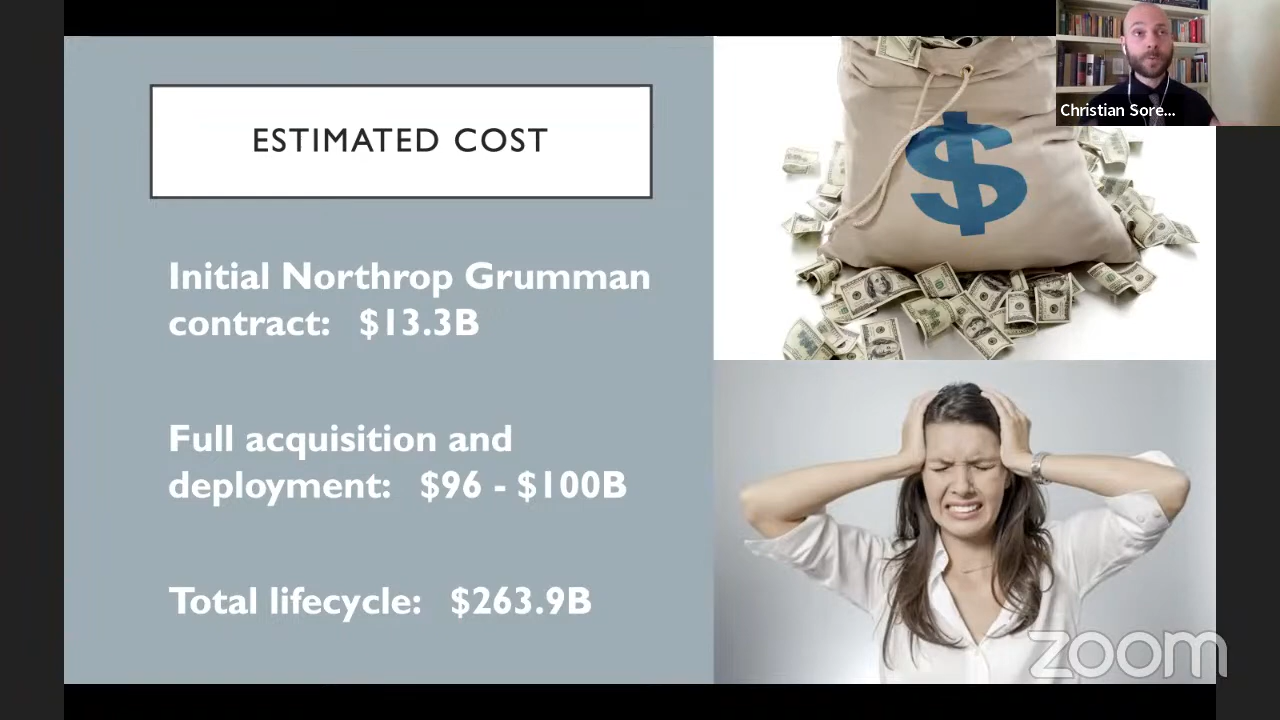 ESTIMATED COST
Initial Northrop Grumman
contract: $13.3B
Full acquisition and
deployment: $96 - $100B
Total lifecycle: $263.9B
$
Christian Sore...
zoom